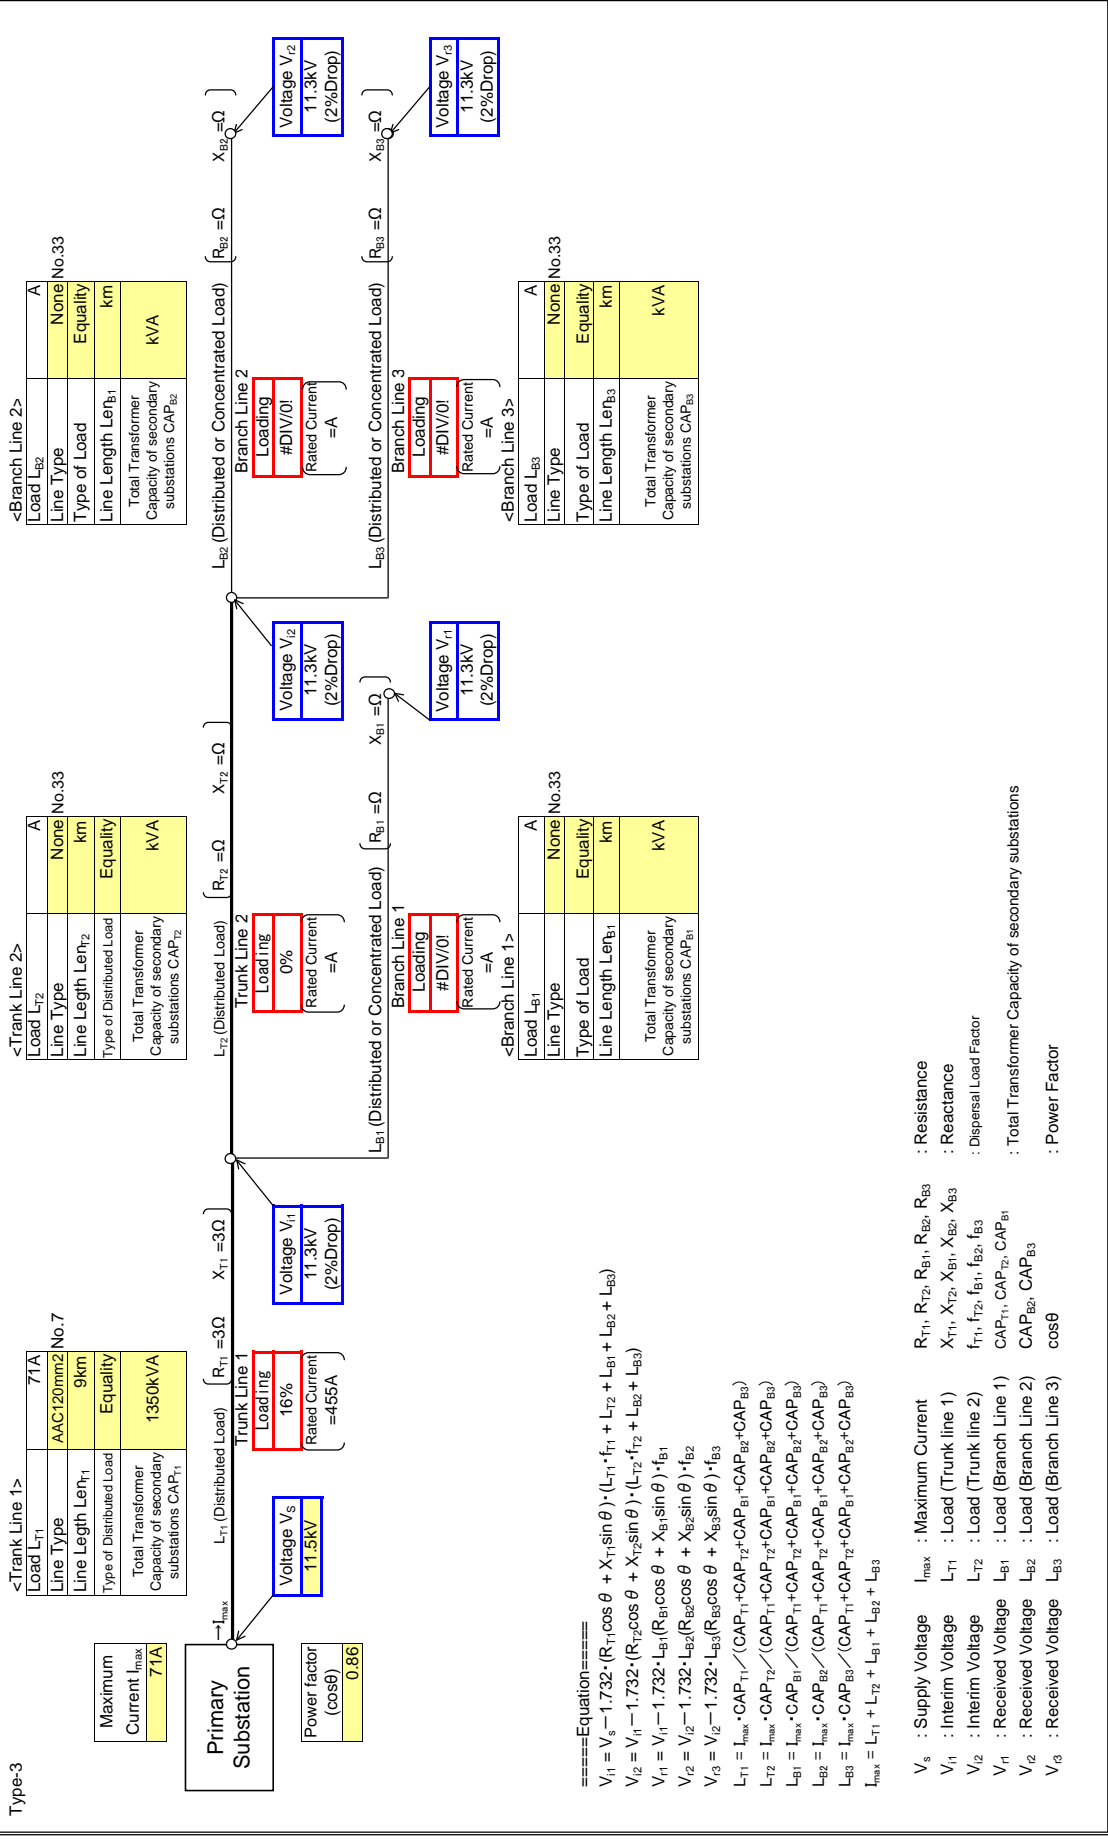 Type-3
Maximum
Current Imax
71A
Primary
Substation
Power factor
(cosθ)
0.86
→Imax
Voltage VS
11.5kV
<Trank Line 1>
Load LT1 71A
Line Type AAC120mm2 No.7
Line Legth LenT1 9km
Type of Distributed Load Equality
Total Transformer
Capacity of secondary
substations CAPT1
1350kVA
LT1 (Distributed Load) (RT1 =3Ω XT1 =3Ω)
Trunk Line 1
Loading
16%
(Rated Current
=455A)
Voltage Vi1
11.3kV
(2%Drop)
<Trank Line 2>
Load LT2 A
Line Type None No.33
Line Legth LenT2 km
Type of Distributed Load Equality
Total Transformer
Capacity of secondary
substations CAPT2
kVA
LT2 (Distributed Load) (RT2 =Ω XT2 =Ω)
Trunk Line 2
Loading
0%
(Rated Current
=A)
Voltage Vi2
11.3kV
(2%Drop)
LB1 (Distributed or Concentrated Load) (RB1 =Ω XB1 =Ω)
Branch Line 1
Loading
#DIV/0!
(Rated Current
=A)
Voltage Vr1
11.3kV
(2%Drop)
<Branch Line 1>
Load LB1 A
Line Type None No.33
Type of Load Equality
Line Length LenB1 km
Total Transformer
Capacity of secondary
substations CAPB1
kVA
<Branch Line 2>
Load LB2 A
Line Type None No.33
Type of Load Equality
Line Length LenB1 km
Total Transformer
Capacity of secondary
substations CAPB2
kVA
LB2 (Distributed or Concentrated Load) (RB2 =Ω XB2 =Ω)
Branch Line 2
Loading
#DIV/0!
(Rated Current
=A)
Voltage Vr2
11.3kV
(2%Drop)
LB3 (Distributed or Concentrated Load) (RB3 =Ω XB3 =Ω)
Branch Line 3
Loading
#DIV/0!
(Rated Current
=A)
Voltage Vr3
11.3kV
(2%Drop)
<Branch Line 3>
Load LB3 A
Line Type None No.33
Type of Load Equality
Line Length LenB3 km
Total Transformer
Capacity of secondary
substations CAPB3
kVA
=====Equation=====
Vi1 = Vs－1.732・(RT1cos θ + XT1sin θ)・(LT1・fT1 + LT2 + LB1 + LB2 + LB3)
Vi2 = Vi1－1.732・(RT2cos θ + XT2sin θ)・(LT2・fT2 + LB2 + LB3)
Vr1 = Vi1－1.732・LB1(RB1cos θ + XB1sin θ)・fB1
Vr2 = Vi2－1.732・LB2(RB2cos θ + XB2sin θ)・fB2
Vr3 = Vi2－1.732・LB3(RB3cos θ + XB3sin θ)・fB3
LT1 = Imax・CAPT1／(CAPT1+CAPT2+CAPB1+CAPB2+CAPB3)
LT2 = Imax・CAPT2／(CAPT1+CAPT2+CAPB1+CAPB2+CAPB3)
LB1 = Imax・CAPB1／(CAPT1+CAPT2+CAPB1+CAPB2+CAPB3)
LB2 = Imax・CAPB2／(CAPT1+CAPT2+CAPB1+CAPB2+CAPB3)
LB3 = Imax・CAPB3／(CAPT1+CAPT2+CAPB1+CAPB2+CAPB3)
Imax = LT1 + LT2 + LB1 + LB2 + LB3
Vs : Supply Voltage Imax : Maximum Current RT1, RT2, RB1, RB2, RB3 : Resistance
Vi1 : Interim Voltage LT1 : Load (Trunk line 1) XT1, XT2, XB1, XB2, XB3 : Reactance
Vi2 : Interim Voltage LT2 : Load (Trunk line 2) fT1, fT2, fB1, fB2, fB3 : Dispersal Load Factor
Vr1 : Received Voltage LB1 : Load (Branch Line 1) CAPT1, CAPT2, CAPB1 : Total Transformer Capacity of secondary substations
Vr2 : Received Voltage LB2 : Load (Branch Line 2) CAPB2, CAPB3
Vr3 : Received Voltage LB3 : Load (Branch Line 3) cosθ : Power Factor